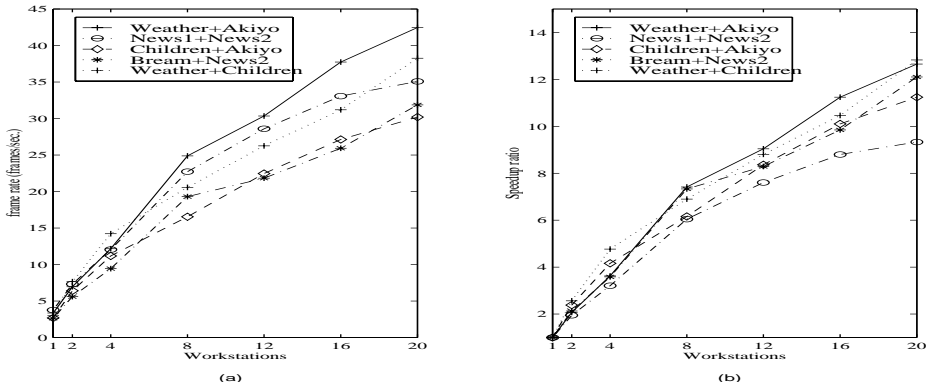 45
40
35
30
25
20
15
10
5
0
frame rate (frames/sec.)
Weather+Akiyo
News1+News2
Children+Akiyo
Bream+News2
Weather+Children
1 2 4 8 12 16 20
Workstations
(a)
14
12
10
8
6
4
2
Speedup ratio
Weather+Akiyo
News1+News2
Children+Akiyo
Bream+News2
Weather+Children
1 2 4 8 12 16 20
Workstations
(b)